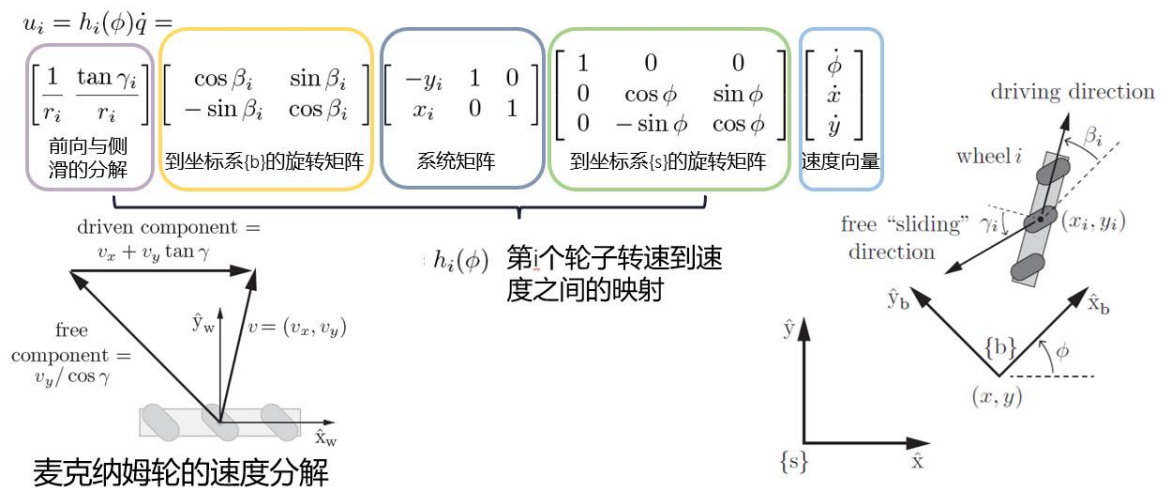 u_i = h_i(ϕ)q̇ =
[ 1/r_i  tan γ_i/r_i ] [ cos β_i  sin β_i ; − sin β_i  cos β_i ] [ −y_i  1  0 ; x_i  0  1 ] [ 1  0  0 ; 0  cos ϕ  sin ϕ ; 0  − sin ϕ  cos ϕ ] [ ϕ̇ ; ẋ ; ẏ ]
前向与侧
滑的分解
到坐标系{b}的旋转矩阵
系统矩阵
到坐标系{s}的旋转矩阵
速度向量
h_i(ϕ)
第i个轮子转速到速
度之间的映射
driven component =
v_x + v_y tan γ
free
component =
v_y/ cos γ
ŷ_w
v = (v_x, v_y)
x̂_w
麦克纳姆轮的速度分解
driving direction
β_i
wheel i
free “sliding”
direction
γ_i
(x_i, y_i)
ŷ_b
x̂_b
{b}
ϕ
(x, y)
ŷ
{s}
x̂